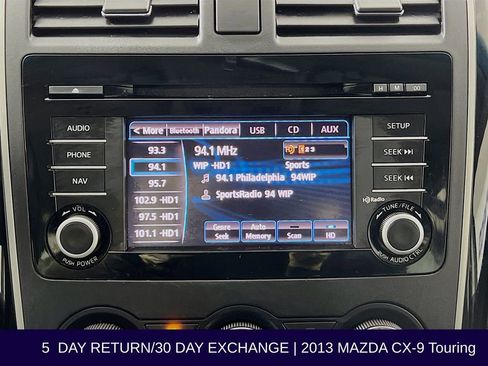 H M 00
AUDIO
PHONE
NAV
VOL
PUSH POWER
< More Bluetooth Pandora USB CD AUX
93.3
94.1
95.7
102.9 -HD1
97.5 -HD1
101.1 -HD1
94.1 MHz
WIP -HD1 Sports
94.1 Philadelphia 94WIP
SportsRadio 94 WIP
Genre Seek
Auto Memory
Scan
HD
SETUP
SEEK
SEEK
HD Radio
TUNE/FILE
PUSH AUDIO CTRL
5 DAY RETURN/30 DAY EXCHANGE | 2013 MAZDA CX-9 Touring